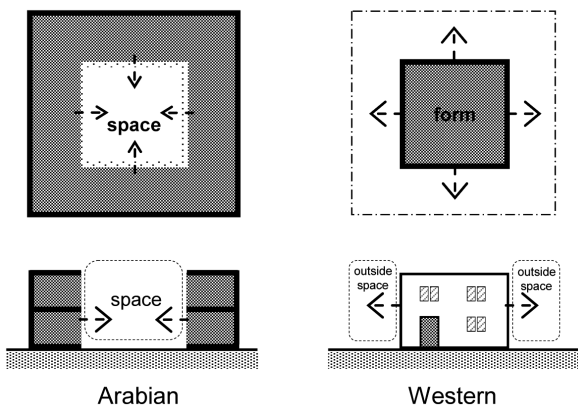 space
form
space
outside
space
outside
space
Arabian
Western